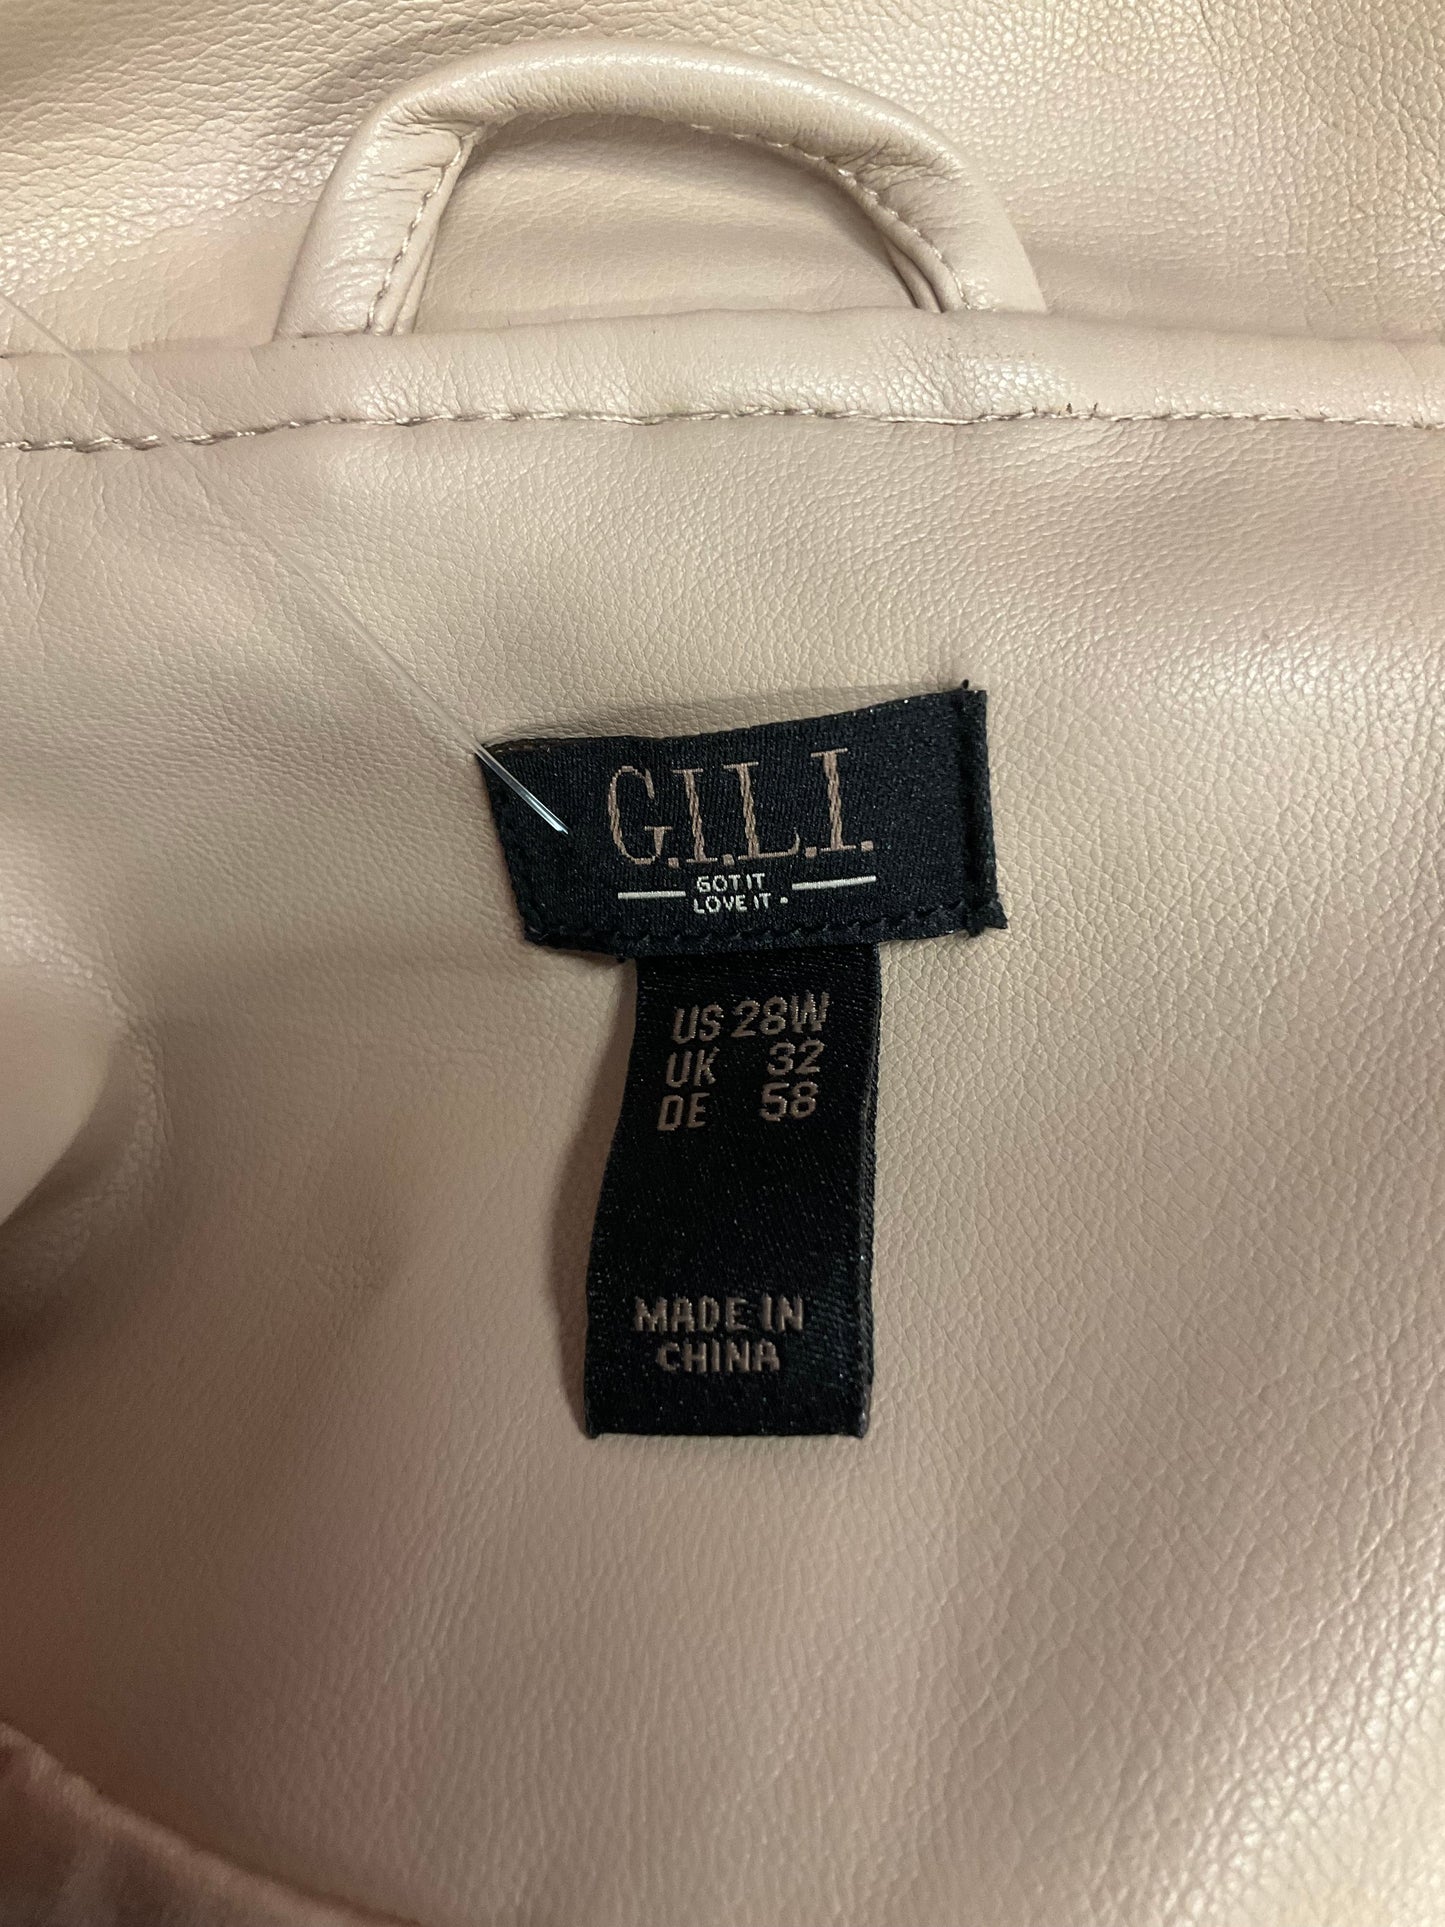 G.I.L.I.
GOT IT
LOVE IT.
US 28W
UK 32
DE 58
MADE IN
CHINA